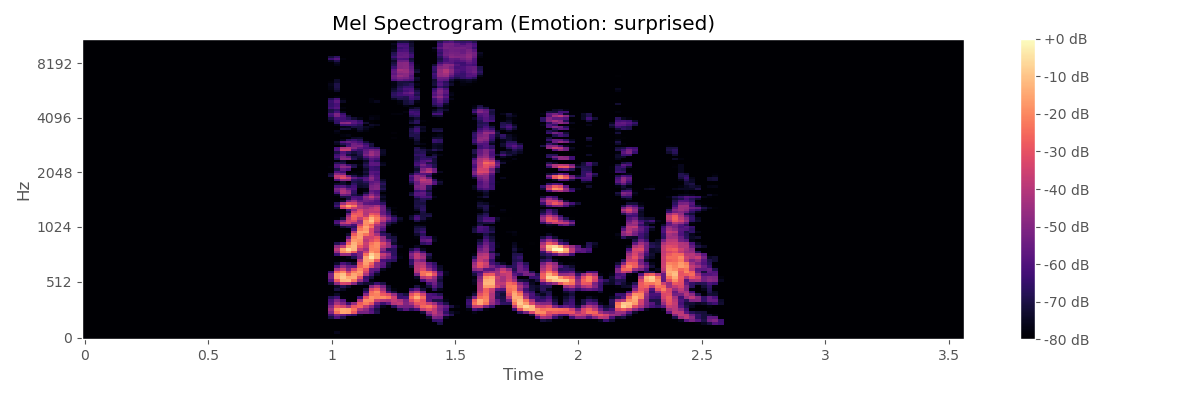 Mel Spectrogram (Emotion: surprised)
8192
4096
2048
1024
512
0
Hz
0
0.5
1
1.5
2
2.5
3
3.5
Time
+0 dB
-10 dB
-20 dB
-30 dB
-40 dB
-50 dB
-60 dB
-70 dB
-80 dB